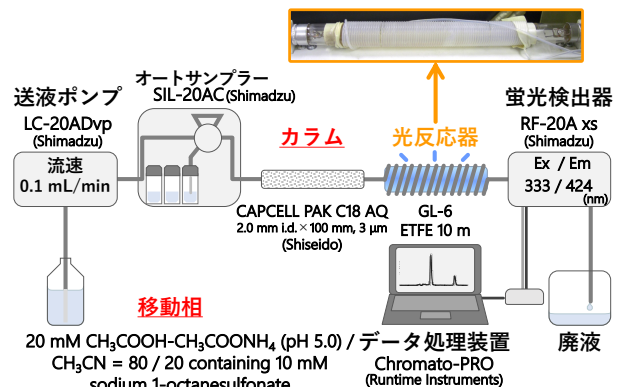 オートサンプラー
SIL-20AC(Shimadzu)
送液ポンプ
LC-20ADvp
(Shimadzu)
流速
0.1 mL/min
カラム
CAPCELL PAK C18 AQ
2.0 mm i.d.×100 mm, 3 μm
(Shiseido)
光反応器
GL-6
ETFE 10 m
蛍光検出器
RF-20A xs
(Shimadzu)
Ex / Em
333 / 424
(nm)
移動相
20 mM CH₃COOH-CH₃COONH₄ (pH 5.0) /
CH₃CN = 80 / 20 containing 10 mM
sodium 1-octanesulfonate
データ処理装置
Chromato-PRO
(Runtime Instruments)
廃液